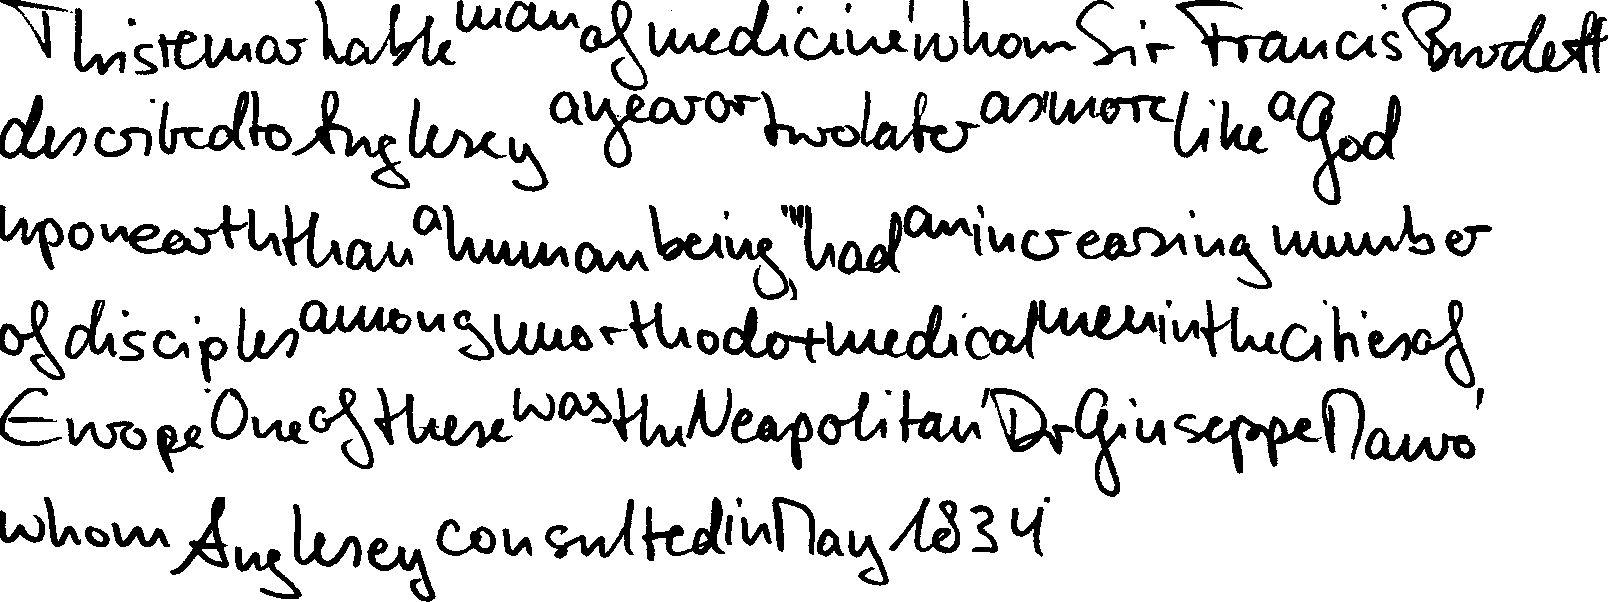 This remarkable man of medicine, whom Sir Francis Burdett
described to Anglesey a year or two later as "more like a God
upon earth than a human being," had an increasing number
of disciples among unorthodox medical men in the cities of
Europe. One of these was the Neapolitan, Dr Giuseppe Mauro,
whom Anglesey consulted in May 1834.